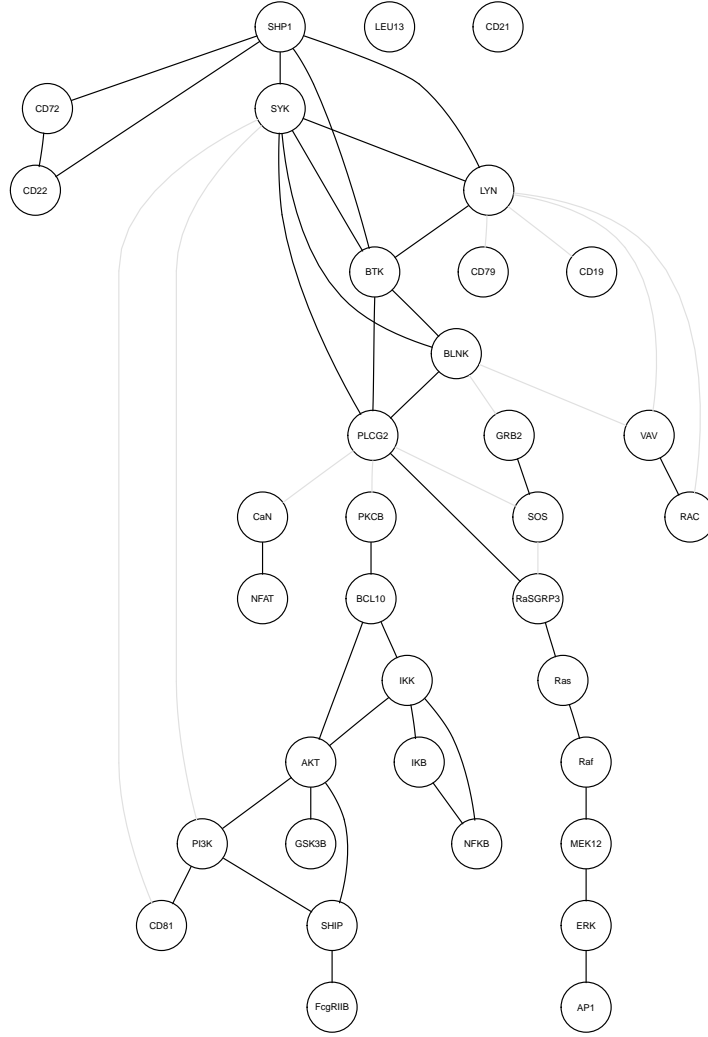 SHP1
LEU13
CD21
CD72
SYK
CD22
LYN
BTK
CD79
CD19
BLNK
PLCG2
GRB2
VAV
CaN
PKCB
SOS
RAC
NFAT
BCL10
RaSGRP3
IKK
Ras
AKT
IKB
Raf
PI3K
GSK3B
NFKB
MEK12
CD81
SHIP
ERK
FcgRIIB
AP1